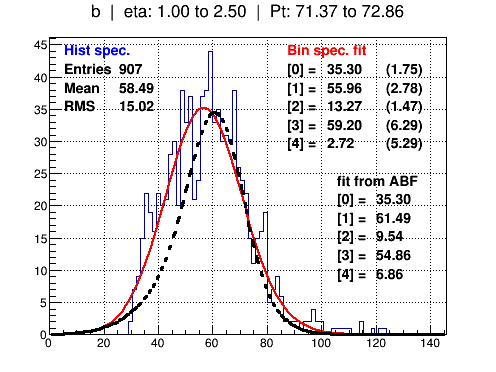 b | eta: 1.00 to 2.50 | Pt: 71.37 to 72.86
Hist spec.
Entries 907
Mean 58.49
RMS 15.02
Bin spec. fit
[0] = 35.30 (1.75)
[1] = 55.96 (2.78)
[2] = 13.27 (1.47)
[3] = 59.20 (6.29)
[4] = 2.72 (5.29)
fit from ABF
[0] = 35.30
[1] = 61.49
[2] = 9.54
[3] = 54.86
[4] = 6.86
45
40
35
30
25
20
15
10
5
0
0 20 40 60 80 100 120 140